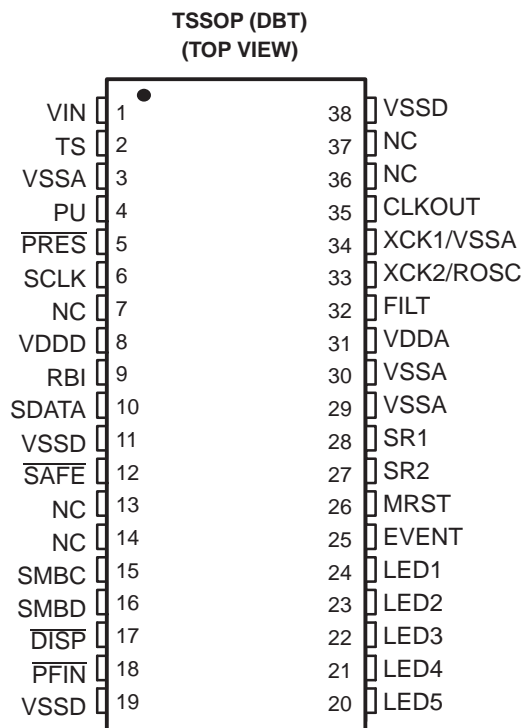 TSSOP (DBT)
(TOP VIEW)
VIN 1 38 VSSD
TS 2 37 NC
VSSA 3 36 NC
PU 4 35 CLKOUT
PRES 5 34 XCK1/VSSA
SCLK 6 33 XCK2/ROSC
NC 7 32 FILT
VDDD 8 31 VDDA
RBI 9 30 VSSA
SDATA 10 29 VSSA
VSSD 11 28 SR1
SAFE 12 27 SR2
NC 13 26 MRST
NC 14 25 EVENT
SMBC 15 24 LED1
SMBD 16 23 LED2
DISP 17 22 LED3
PFIN 18 21 LED4
VSSD 19 20 LED5